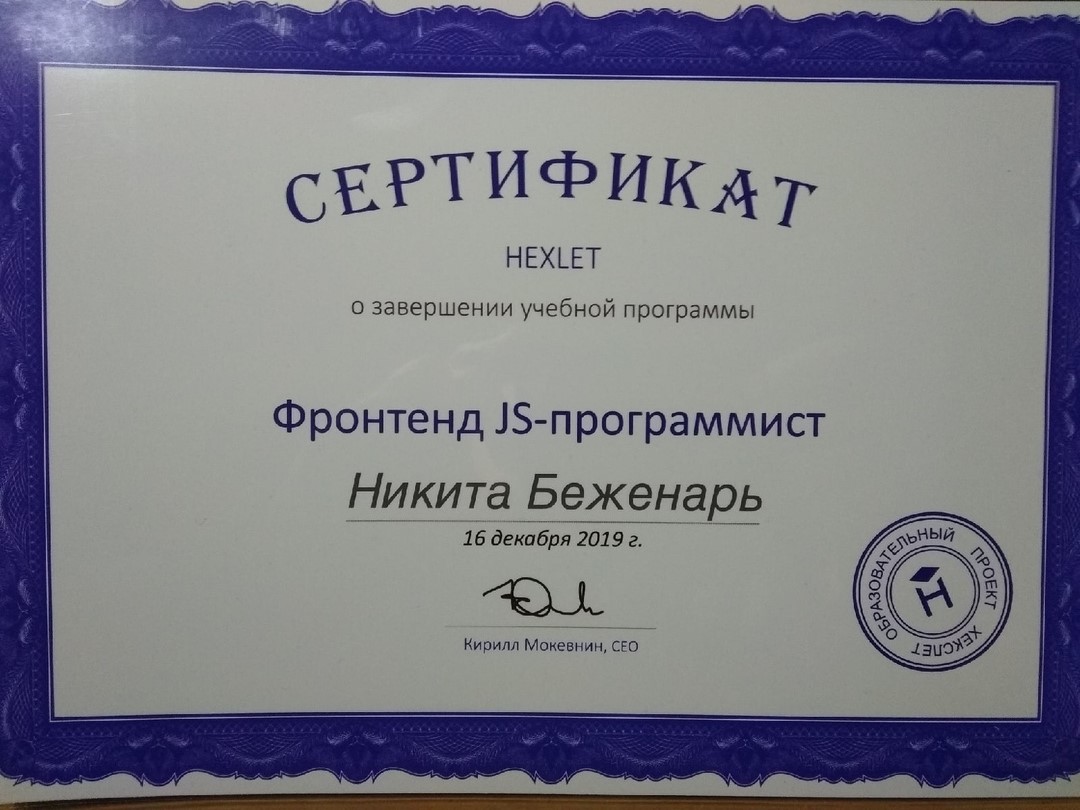 СЕРТИФИКАТ
HEXLET
о завершении учебной программы
Фронтенд JS-программист
Никита Беженарь
16 декабря 2019 г.
Кирилл Мокевнин, CEO
ОБРАЗОВАТЕЛЬНЫЙ ПРОЕКТ ХЕКСЛЕТ
H